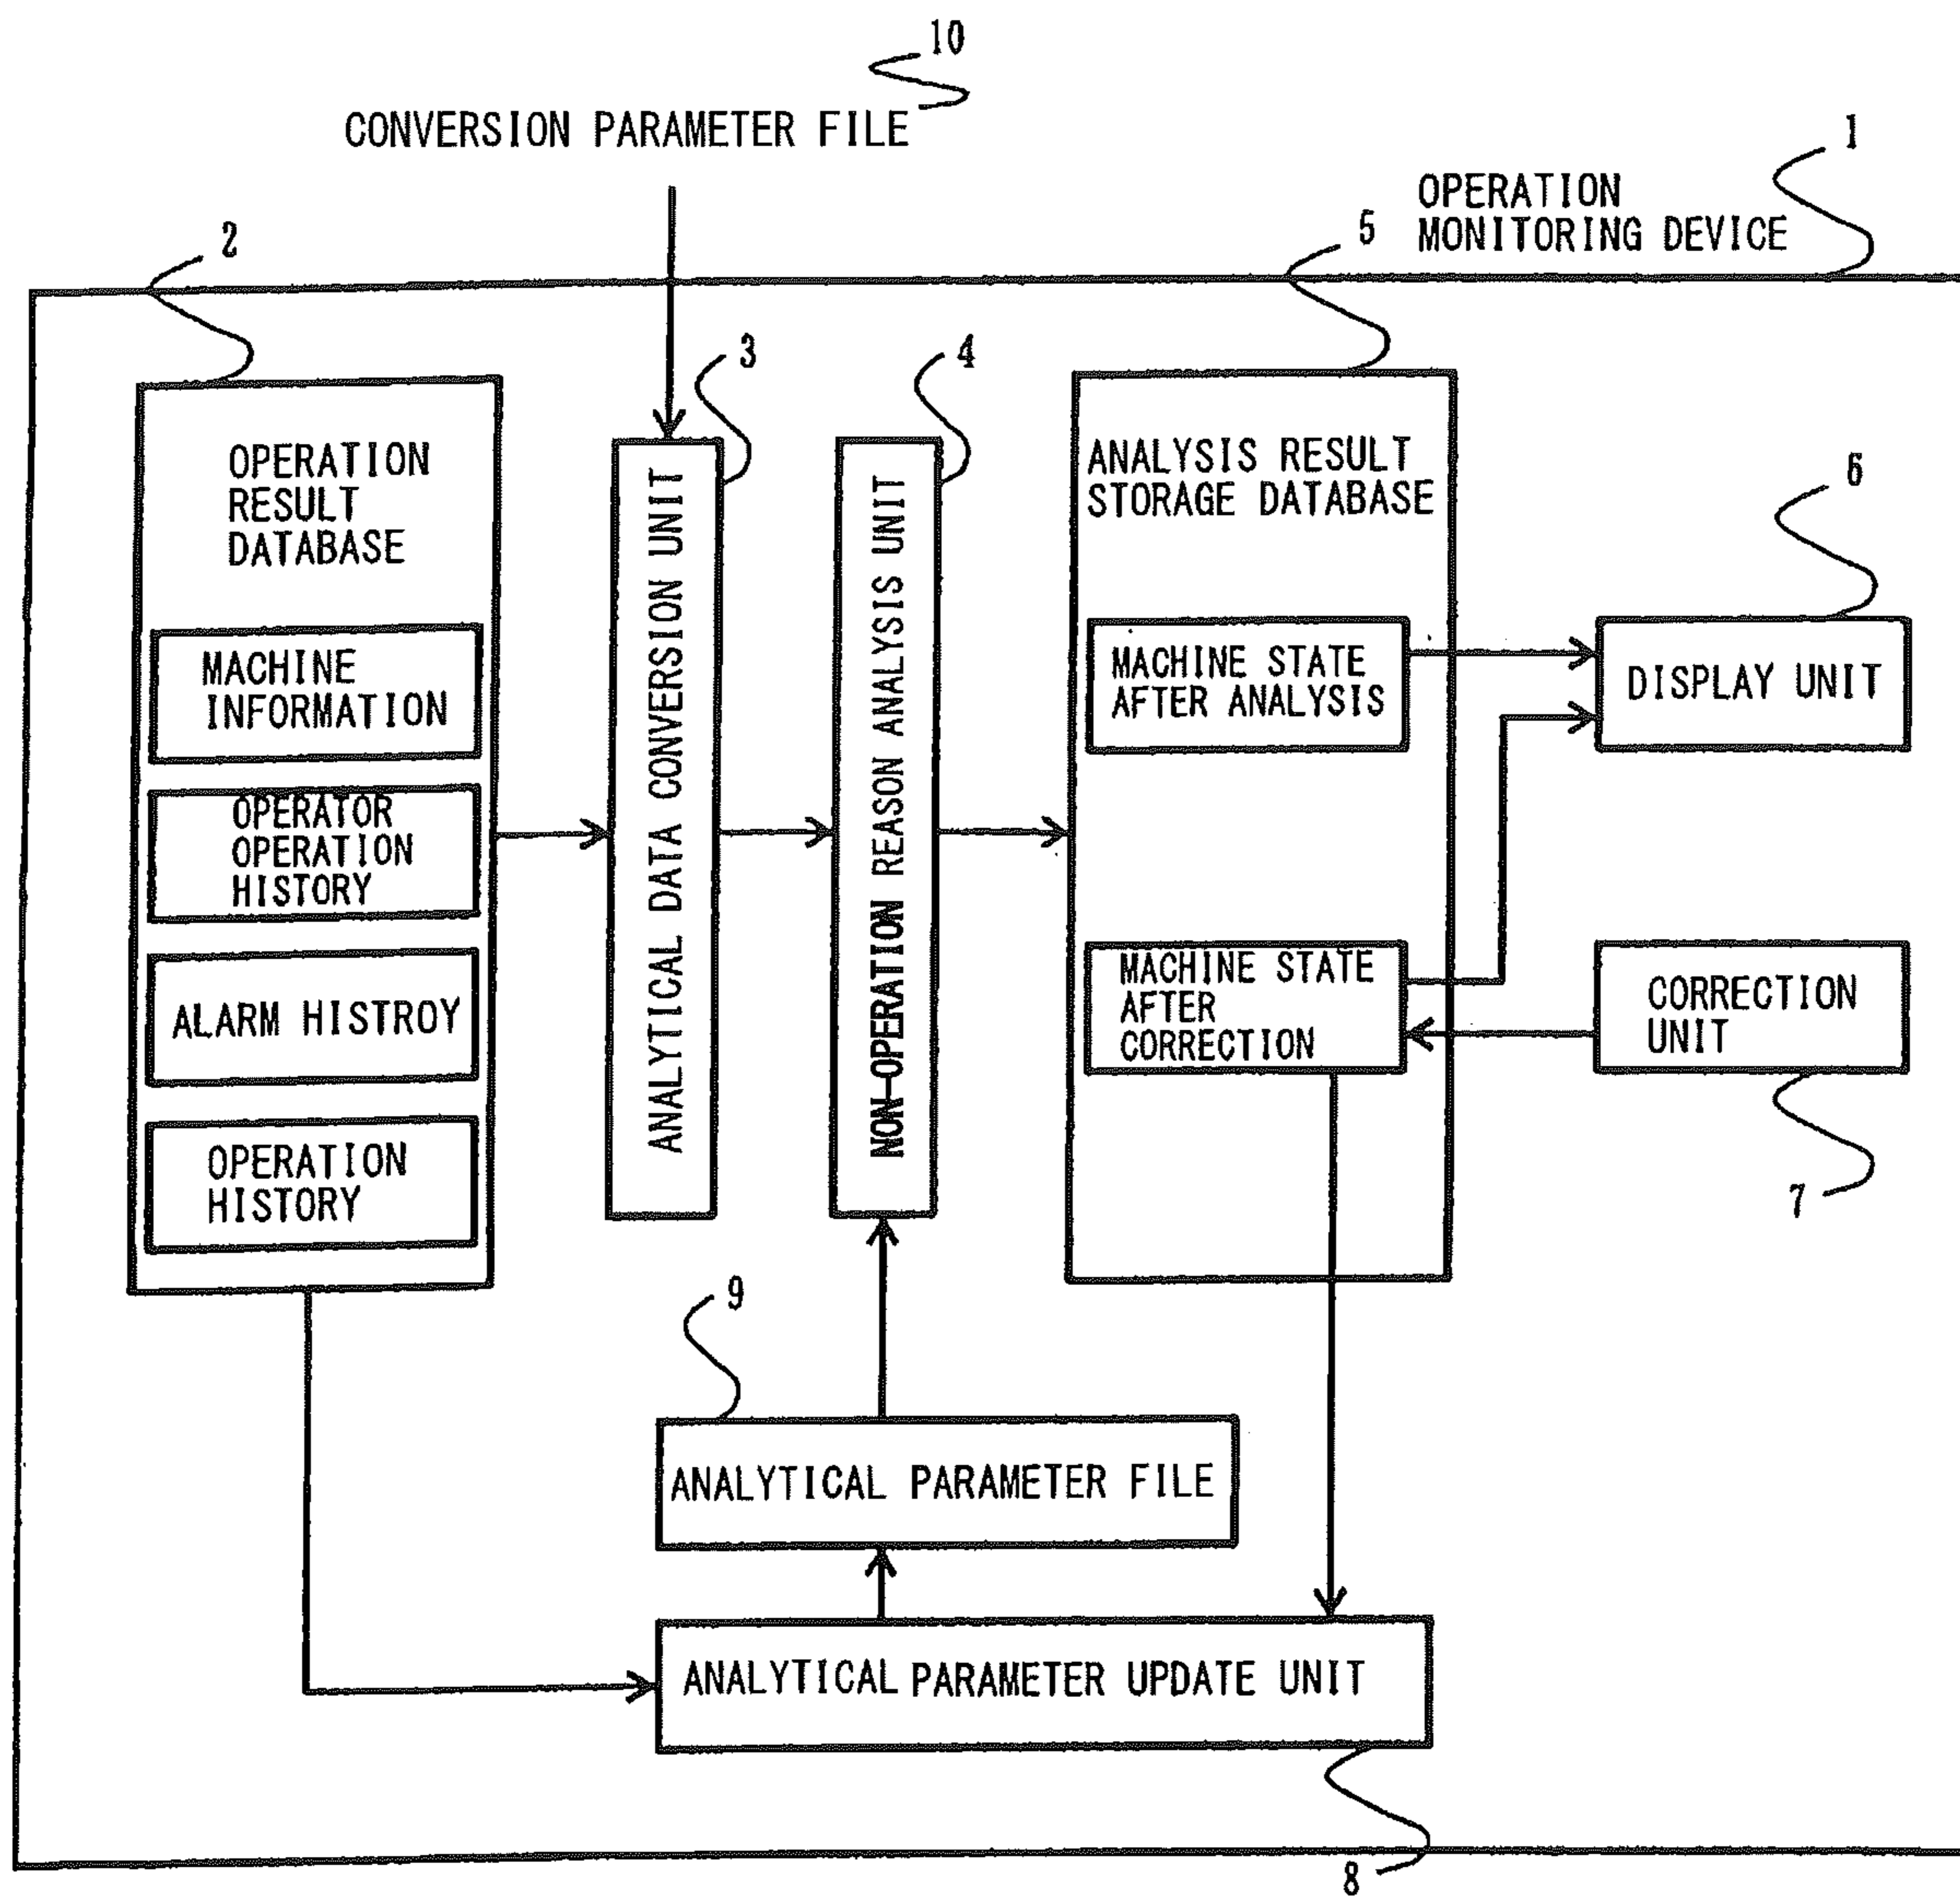 10
CONVERSION PARAMETER FILE
1
OPERATION
MONITORING DEVICE
5
2
3
4
OPERATION
RESULT
DATABASE
MACHINE
INFORMATION
OPERATOR
OPERATION
HISTORY
ALARM HISTROY
OPERATION
HISTORY
ANALYTICAL DATA CONVERSION UNIT
NON-OPERATION REASON ANALYSIS UNIT
ANALYSIS RESULT
STORAGE DATABASE
MACHINE STATE
AFTER ANALYSIS
MACHINE STATE
AFTER
CORRECTION
6
DISPLAY UNIT
CORRECTION
UNIT
7
9
ANALYTICAL PARAMETER FILE
ANALYTICAL PARAMETER UPDATE UNIT
8